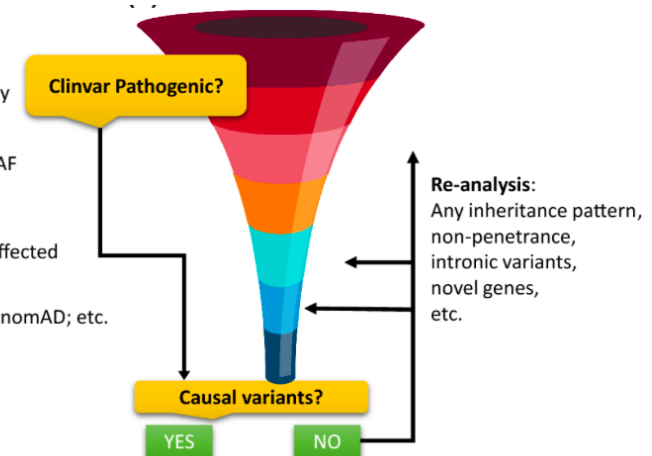 Clinvar Pathogenic?
y
AF
ffected
nomAD; etc.
Re-analysis:
Any inheritance pattern,
non-penetrance,
intronic variants,
novel genes,
etc.
Causal variants?
YES
NO